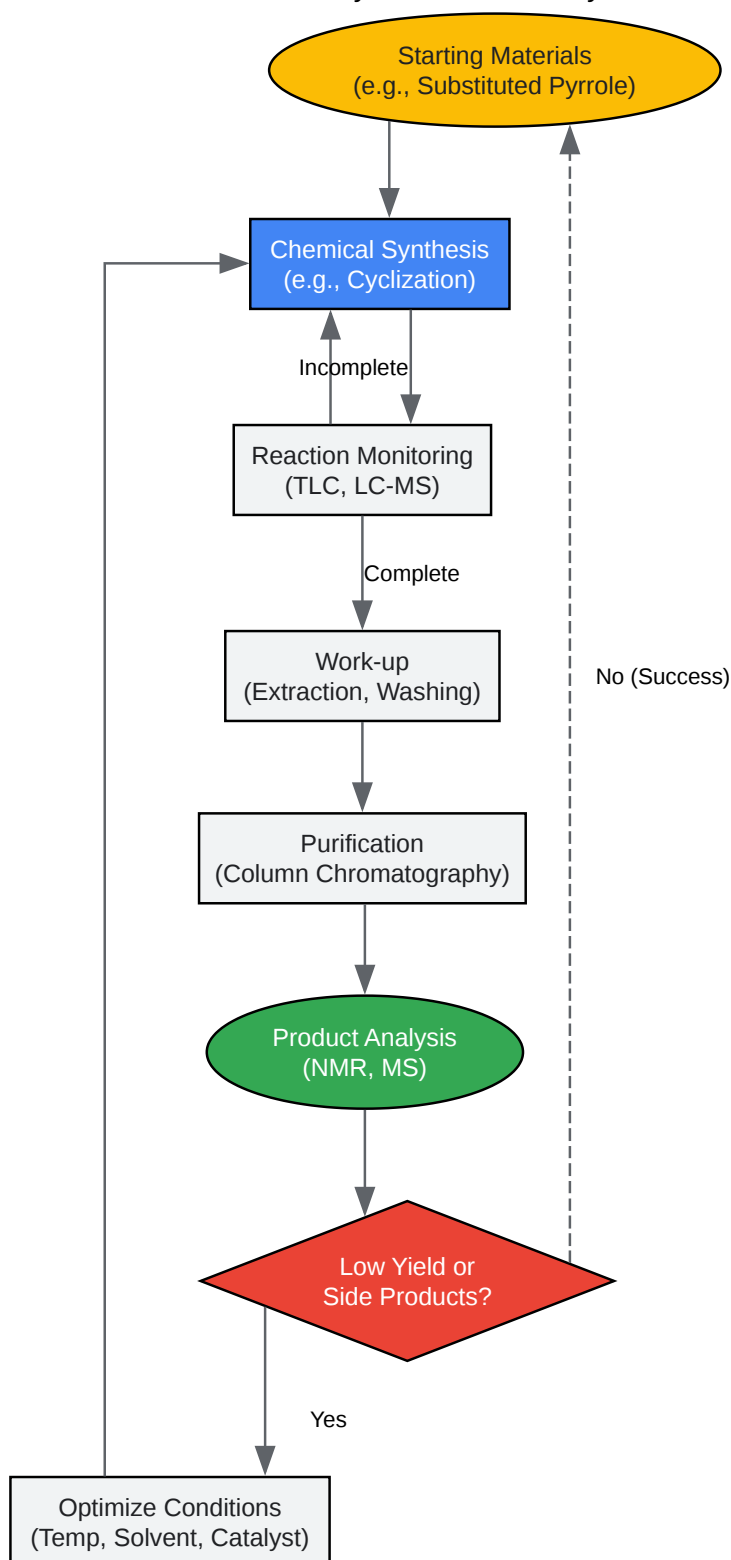 Starting Materials
(e.g., Substituted Pyrrole)
Chemical Synthesis
(e.g., Cyclization)
Incomplete
Reaction Monitoring
(TLC, LC-MS)
Complete
Work-up
(Extraction, Washing)
No (Success)
Purification
(Column Chromatography)
Product Analysis
(NMR, MS)
Low Yield or
Side Products?
Yes
Optimize Conditions
(Temp, Solvent, Catalyst)